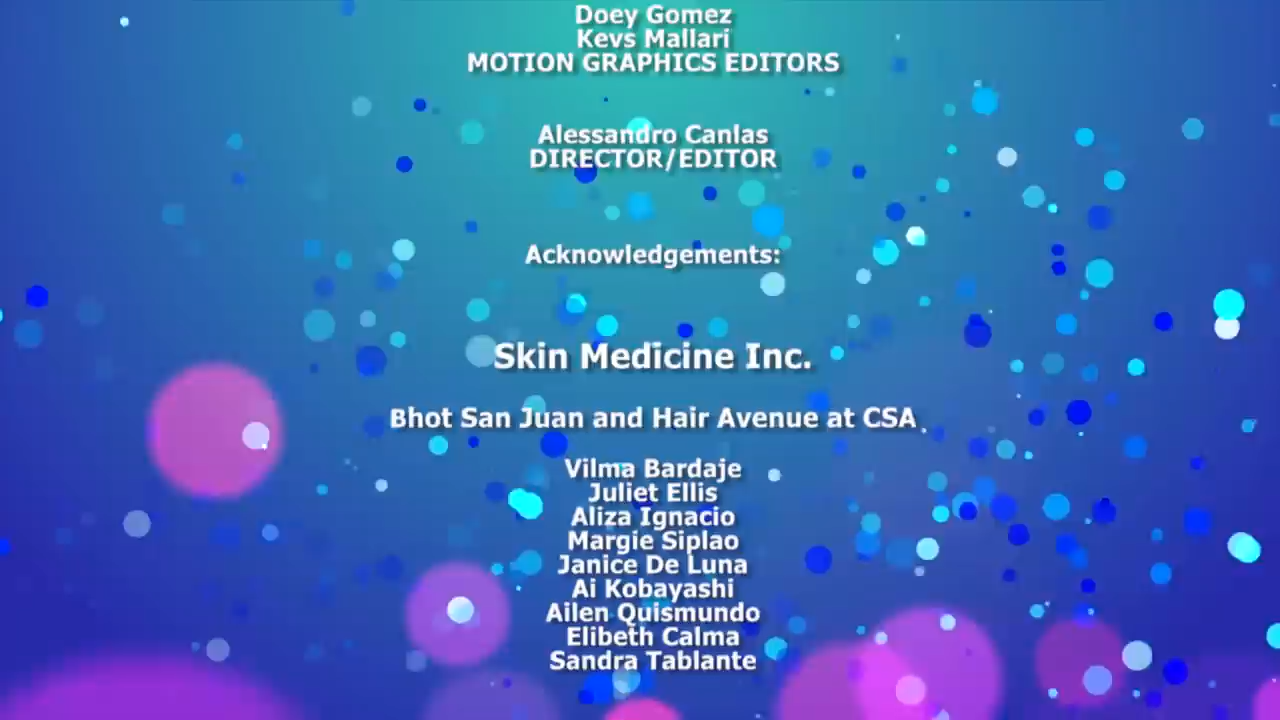 Doey Gomez
Kevs Mallari
MOTION GRAPHICS EDITORS
Alessandro Canlas
DIRECTOR/EDITOR
Acknowledgements:
Skin Medicine Inc.
Bhot San Juan and Hair Avenue at CSA
Vilma Bardaje
Juliet Ellis
Aliza Ignacio
Margie Siplao
Janice De Luna
Ai Kobayashi
Ailen Quismundo
Elibeth Calma
Sandra Tablante